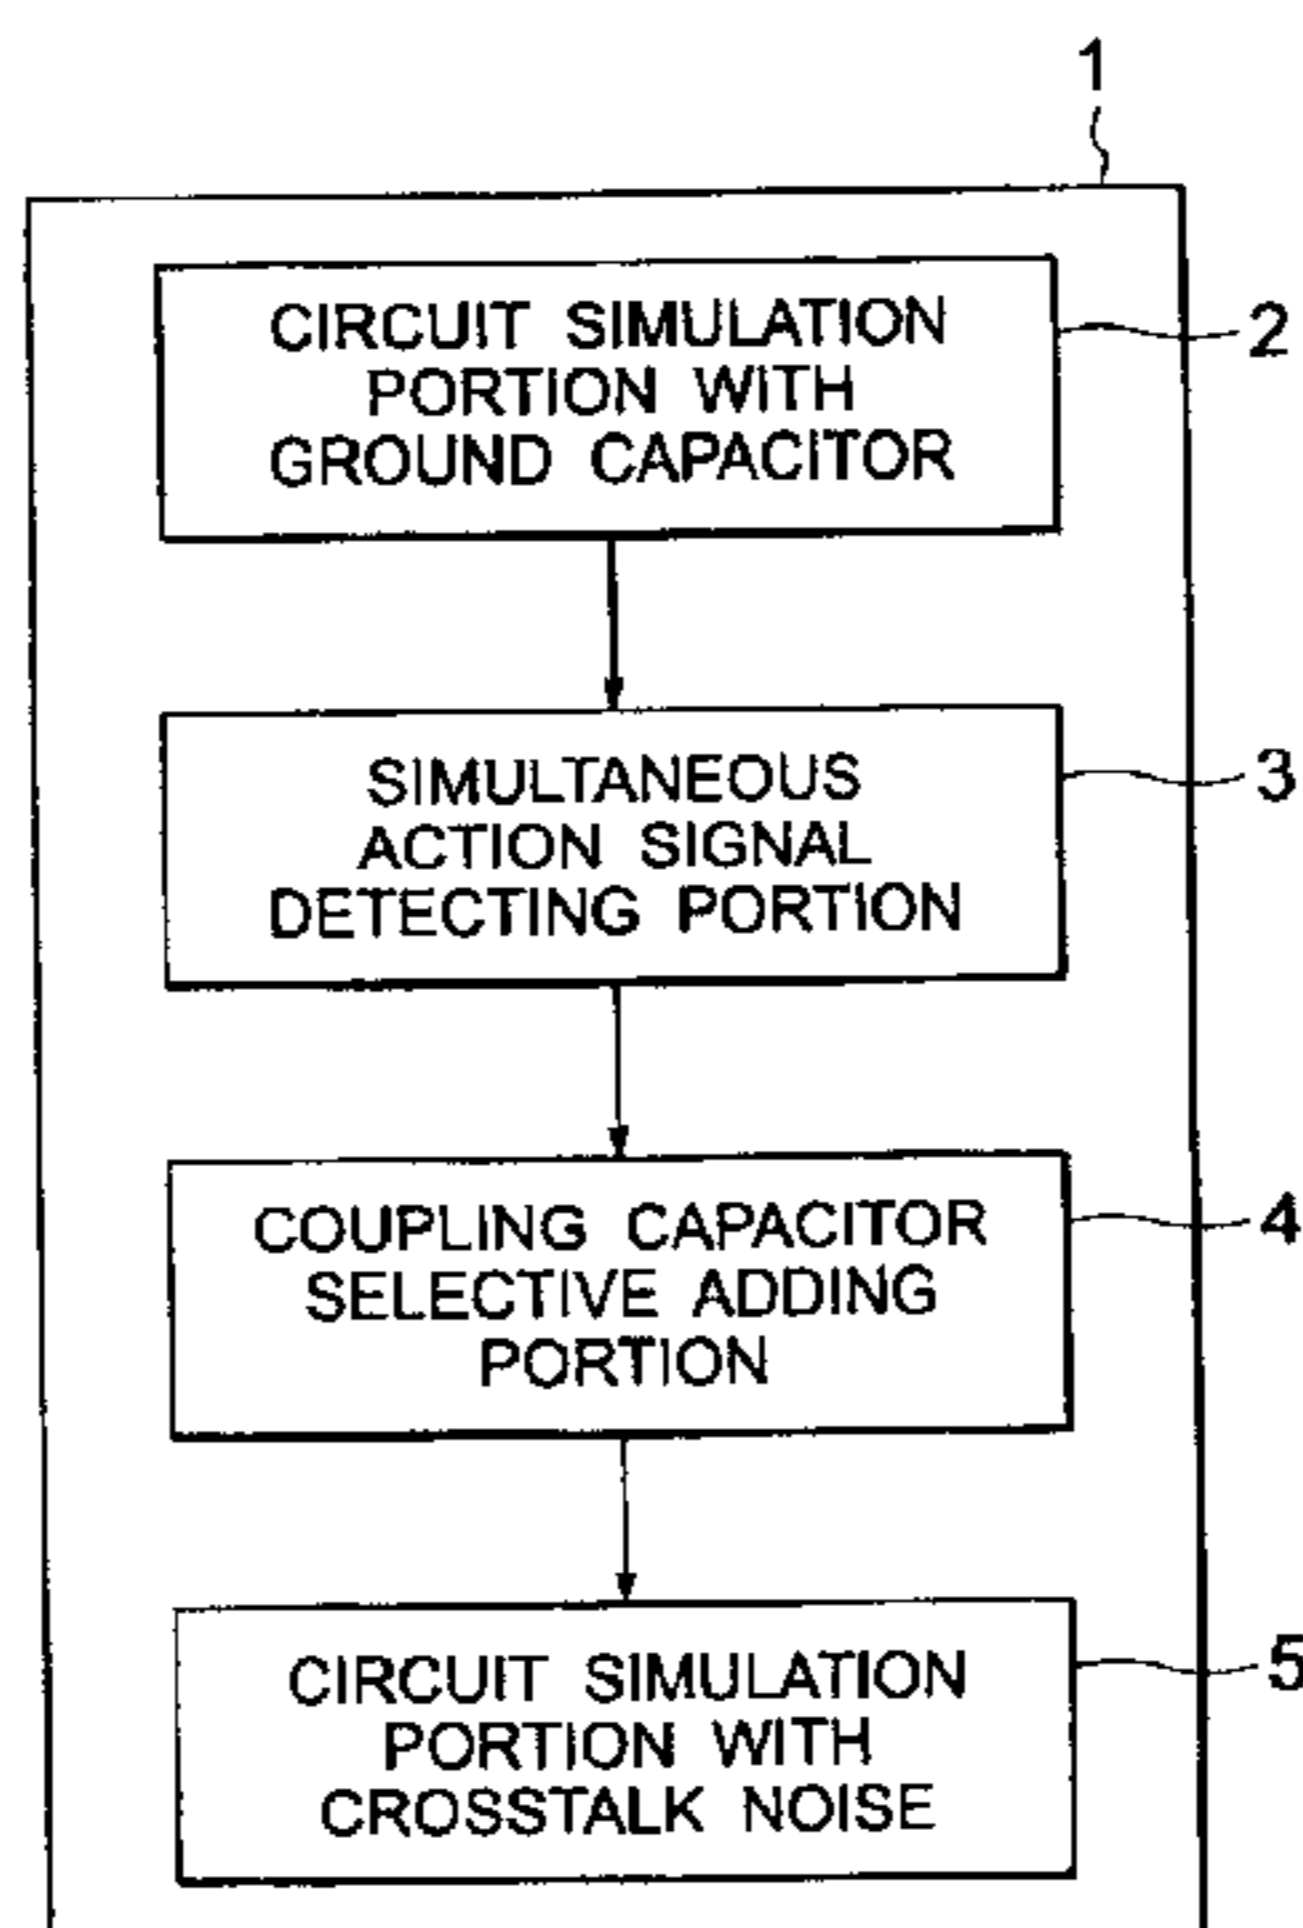 1
CIRCUIT SIMULATION
PORTION WITH
GROUND CAPACITOR
2
SIMULTANEOUS
ACTION SIGNAL
DETECTING PORTION
3
COUPLING CAPACITOR
SELECTIVE ADDING
PORTION
4
CIRCUIT SIMULATION
PORTION WITH
CROSSTALK NOISE
5